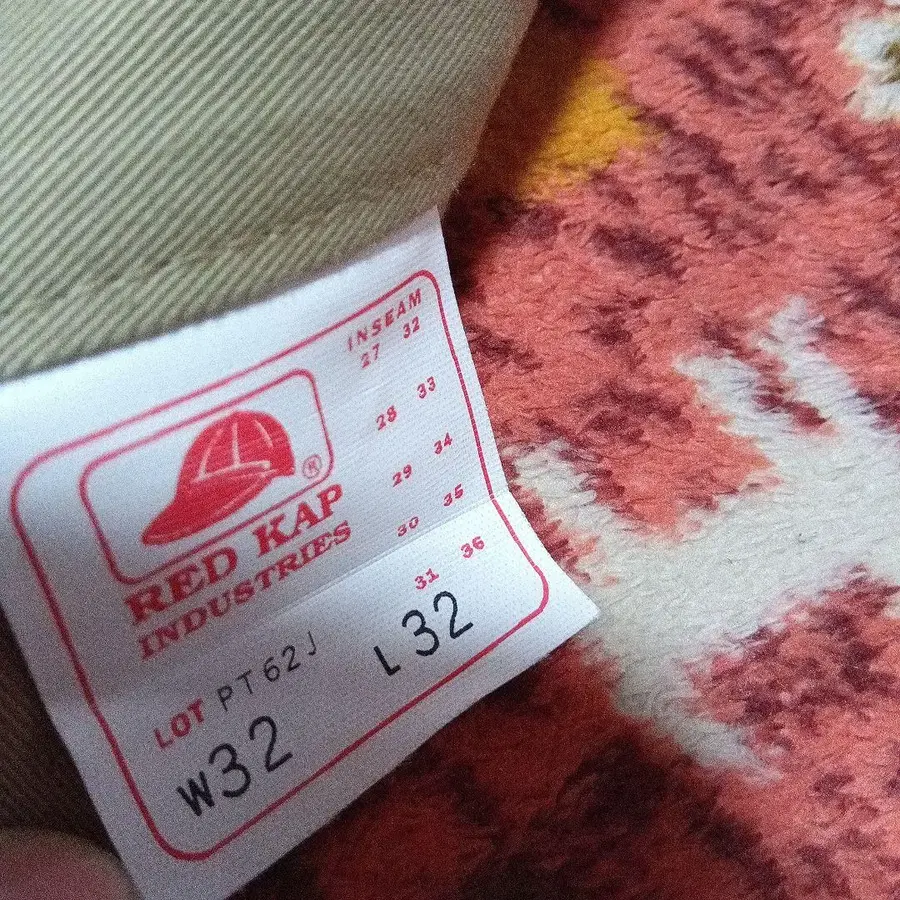 INSEAM
27 32
28 33
29 34
30 35
31 36
®
RED KAP
INDUSTRIES
LOT PT62J
W32 L32